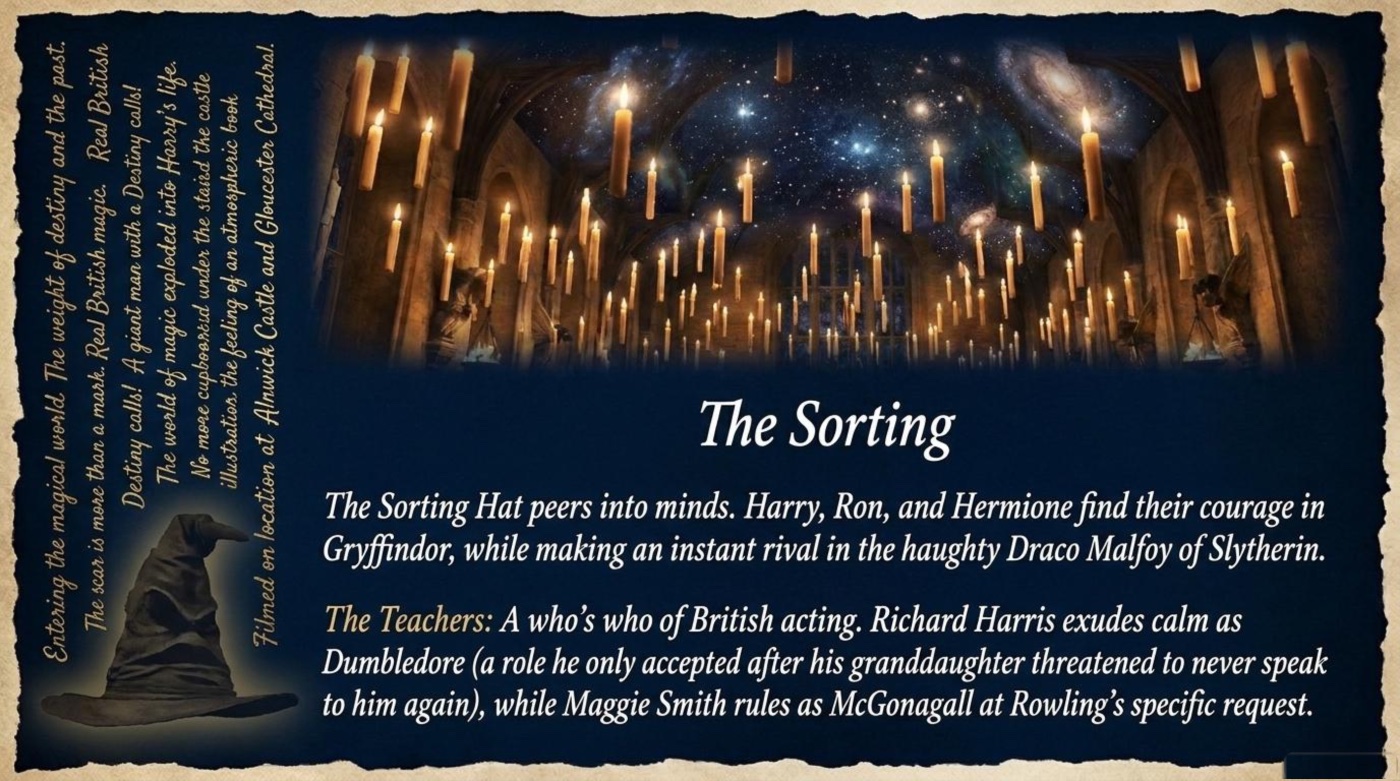 Entering the magical world. The weight of destiny and the past.
The scar is more than a mark. Real British magic. Real British
Destiny calls! A giant man with a Destiny calls!
The world of magic exploded into Harry's life.
No more cupboorrid under the staird the castle
illustratior. the feeling of an atmospheric book
Filmed on location at Alnwick Castle and Gloucester Cathedral.
The Sorting
The Sorting Hat peers into minds. Harry, Ron, and Hermione find their courage in
Gryffindor, while making an instant rival in the haughty Draco Malfoy of Slytherin.
The Teachers: A who's who of British acting. Richard Harris exudes calm as
Dumbledore (a role he only accepted after his granddaughter threatened to never speak
to him again), while Maggie Smith rules as McGonagall at Rowling's specific request.